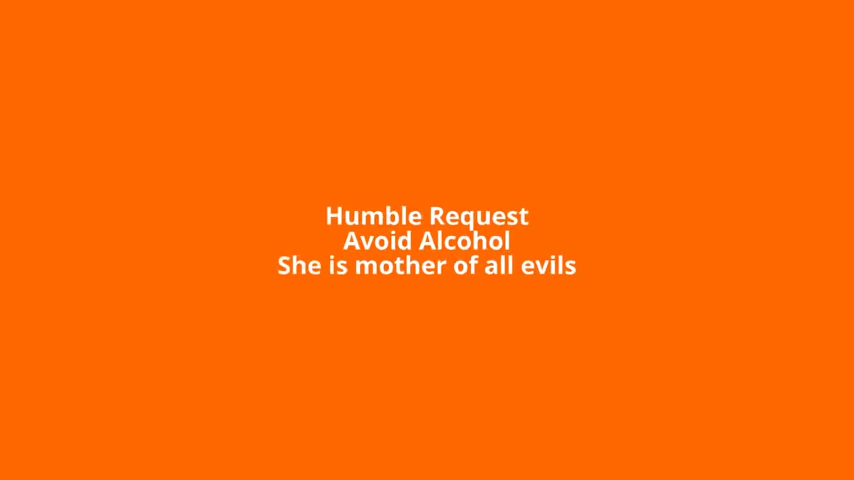 Humble Request
Avoid Alcohol
She is mother of all evils